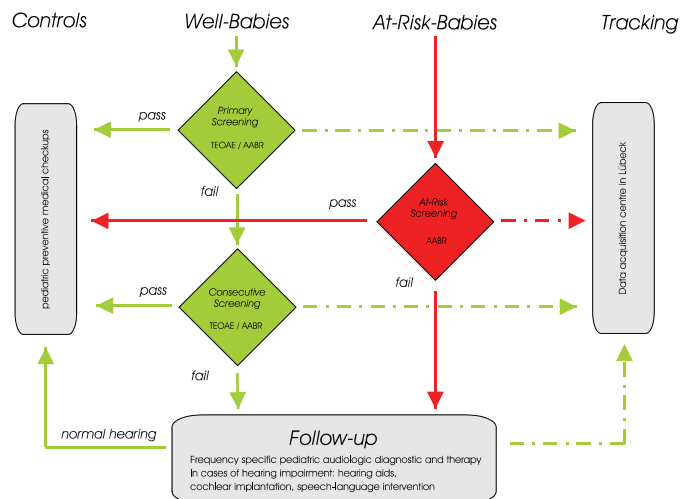 Controls
Well-Babies
At-Risk-Babies
Tracking
pass
Primary
Screening
TEOAE / AABR
fail
pass
At-Risk
Screening
AABR
fail
pediatric preventive medical checkups
Data acquisition centre in Lübeck
pass
Consecutive
Screening
TEOAE / AABR
fail
normal hearing
Follow-up
Frequency specific pediatric audiologic diagnostic and therapy
In cases of hearing impairment: hearing aids,
cochlear implantation, speech-language intervention